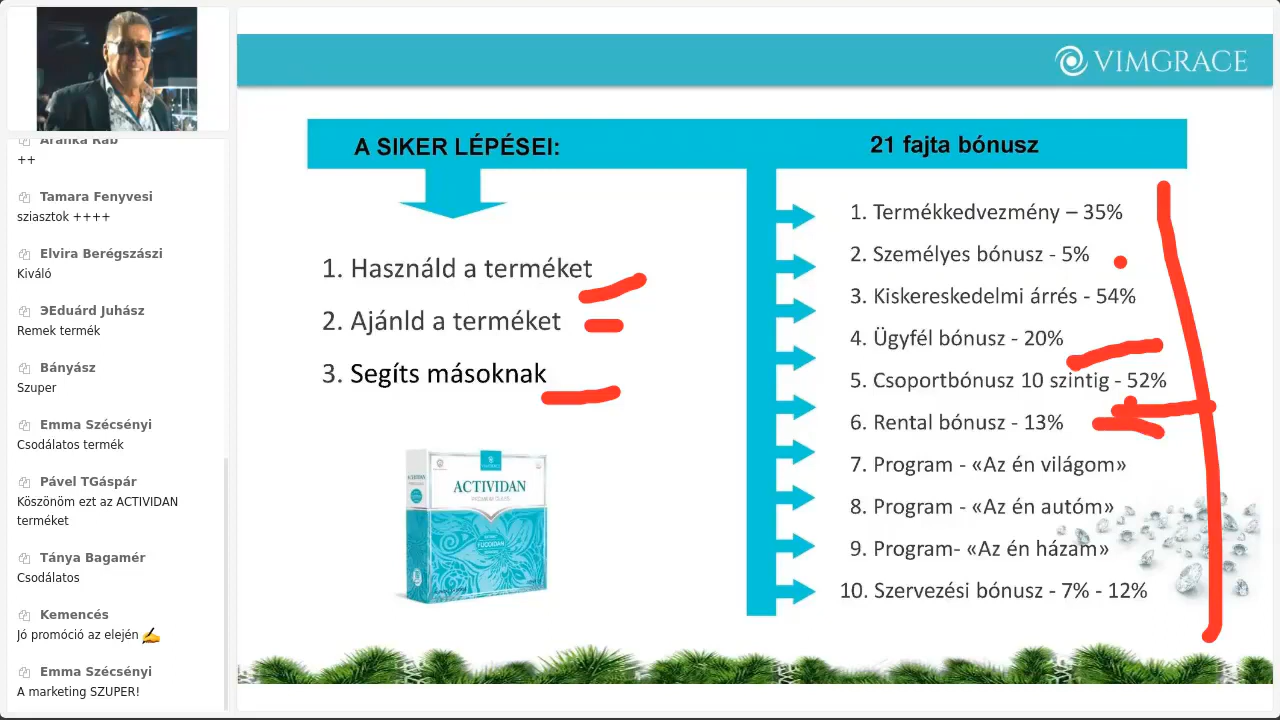 Aranka Rab
++
Tamara Fenyvesi
sziasztok ++++
Elvira Berégszászi
Kiváló
ЭEduárd Juhász
Remek termék
Bányász
Szuper
Emma Szécsényi
Csodálatos termék
Pável TGáspár
Köszönöm ezt az ACTIVIDAN
terméket
Tánya Bagamér
Csodálatos
Kemencés
Jó promóció az elején ✍
Emma Szécsényi
A marketing SZUPER!
VIMGRACE
A SIKER LÉPÉSEI:
1. Használd a terméket
2. Ajánld a terméket
3. Segíts másoknak
ACTIVIDAN
FUCOIDAN
21 fajta bónusz
1. Termékkedvezmény – 35%
2. Személyes bónusz - 5%
3. Kiskereskedelmi árrés - 54%
4. Ügyfél bónusz - 20%
5. Csoportbónusz 10 szintig - 52%
6. Rental bónusz - 13%
7. Program - «Az én világom»
8. Program - «Az én autóm»
9. Program- «Az én házam»
10. Szervezési bónusz - 7% - 12%